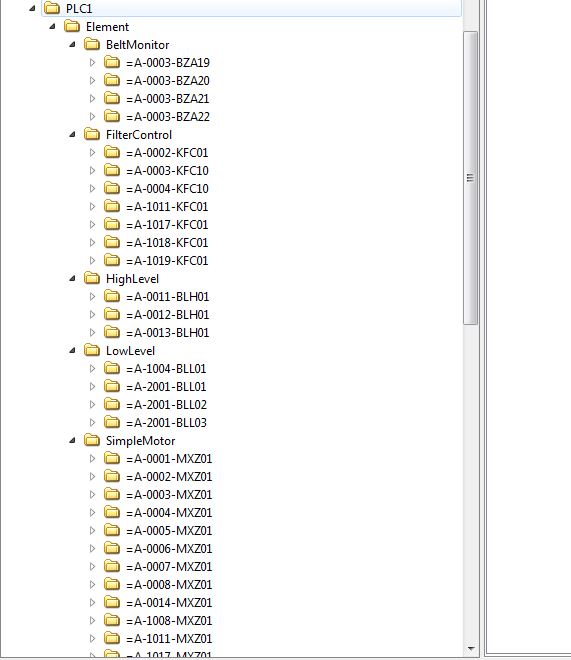 PLC1
Element
BeltMonitor
=A-0003-BZA19
=A-0003-BZA20
=A-0003-BZA21
=A-0003-BZA22
FilterControl
=A-0002-KFC01
=A-0003-KFC10
=A-0004-KFC10
=A-1011-KFC01
=A-1017-KFC01
=A-1018-KFC01
=A-1019-KFC01
HighLevel
=A-0011-BLH01
=A-0012-BLH01
=A-0013-BLH01
LowLevel
=A-1004-BLL01
=A-2001-BLL01
=A-2001-BLL02
=A-2001-BLL03
SimpleMotor
=A-0001-MXZ01
=A-0002-MXZ01
=A-0003-MXZ01
=A-0004-MXZ01
=A-0005-MXZ01
=A-0006-MXZ01
=A-0007-MXZ01
=A-0008-MXZ01
=A-0014-MXZ01
=A-1008-MXZ01
=A-1011-MXZ01
=A-1017-MXZ01